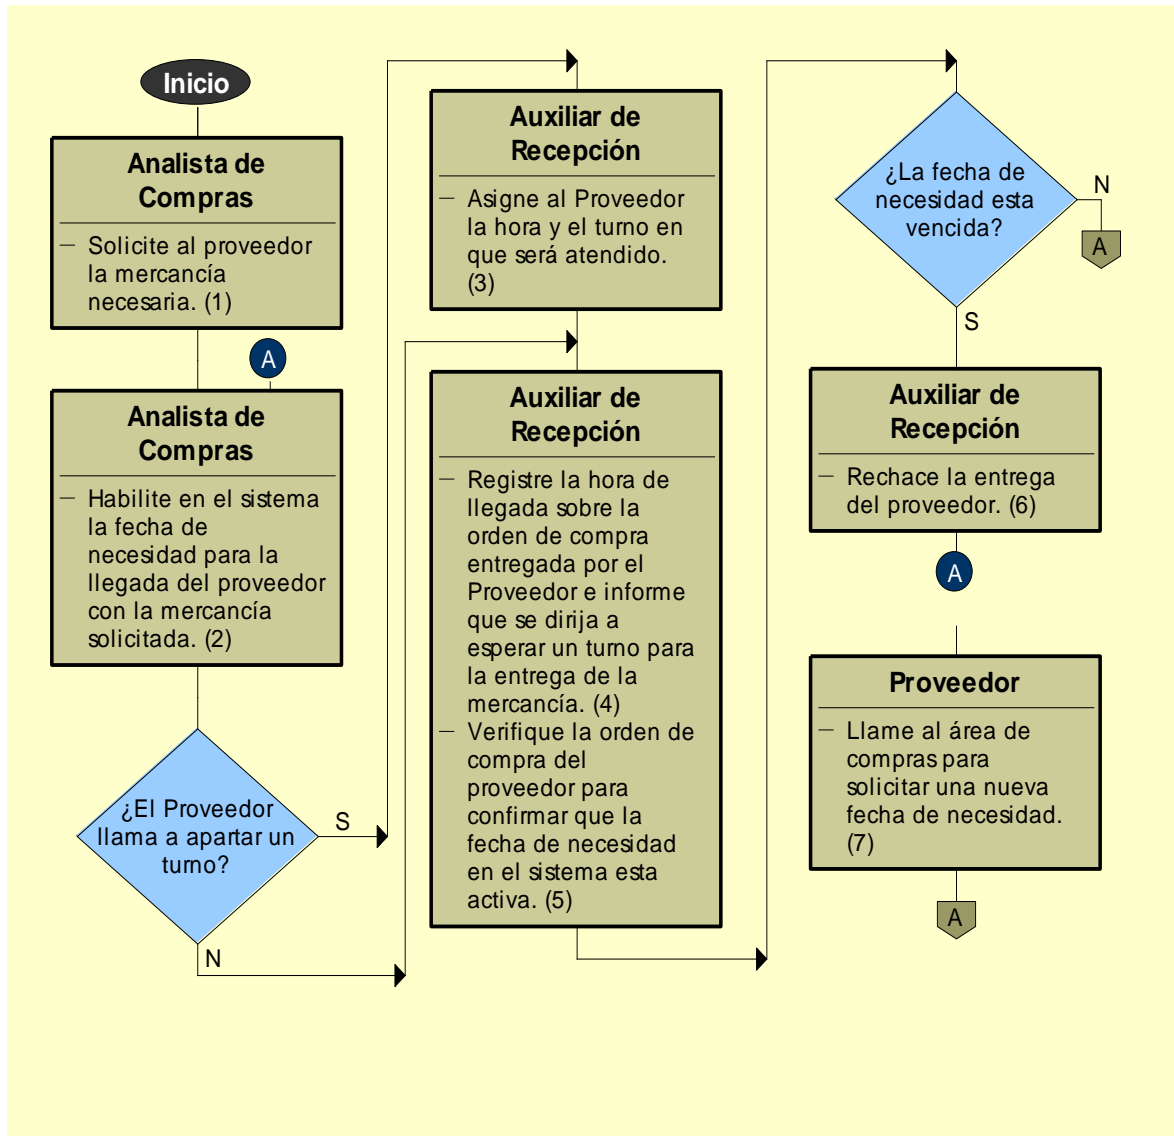 Inicio
Analista de
Compras
— Solicite al proveedor
la mercancía
necesaria. (1)
A
Analista de
Compras
— Habilite en el sistema
la fecha de
necesidad para la
llegada del proveedor
con la mercancía
solicitada. (2)
¿El Proveedor
llama a apartar un
turno?
S
N
Auxiliar de
Recepción
— Asigne al Proveedor
la hora y el turno en
que será atendido.
(3)
Auxiliar de
Recepción
— Registre la hora de
llegada sobre la
orden de compra
entregada por el
Proveedor e informe
que se dirija a
esperar un turno para
la entrega de la
mercancía. (4)
— Verifique la orden de
compra del
proveedor para
confirmar que la
fecha de necesidad
en el sistema esta
activa. (5)
¿La fecha de
necesidad esta
vencida?
N
A
S
Auxiliar de
Recepción
— Rechace la entrega
del proveedor. (6)
A
Proveedor
— Llame al área de
compras para
solicitar una nueva
fecha de necesidad.
(7)
A